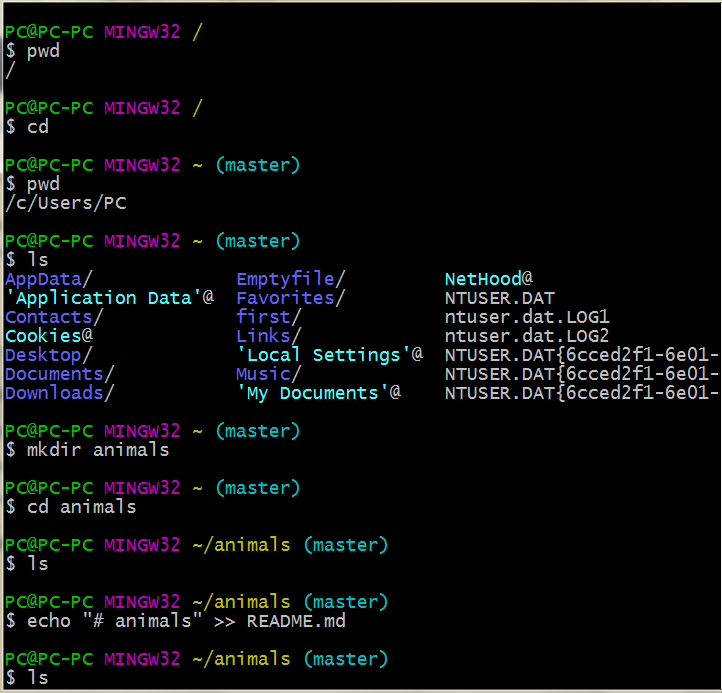 PC@PC-PC MINGW32 /
$ pwd
/
PC@PC-PC MINGW32 /
$ cd
PC@PC-PC MINGW32 ~ (master)
$ pwd
/c/Users/PC
PC@PC-PC MINGW32 ~ (master)
$ ls
AppData/ Emptyfile/ NetHood@
'Application Data'@ Favorites/ NTUSER.DAT
Contacts/ first/ ntuser.dat.LOG1
Cookies@ Links/ ntuser.dat.LOG2
Desktop/ 'Local Settings'@ NTUSER.DAT{6cced2f1-6e01-
Documents/ Music/ NTUSER.DAT{6cced2f1-6e01-
Downloads/ 'My Documents'@ NTUSER.DAT{6cced2f1-6e01-
PC@PC-PC MINGW32 ~ (master)
$ mkdir animals
PC@PC-PC MINGW32 ~ (master)
$ cd animals
PC@PC-PC MINGW32 ~/animals (master)
$ ls
PC@PC-PC MINGW32 ~/animals (master)
$ echo "# animals" >> README.md
PC@PC-PC MINGW32 ~/animals (master)
$ ls